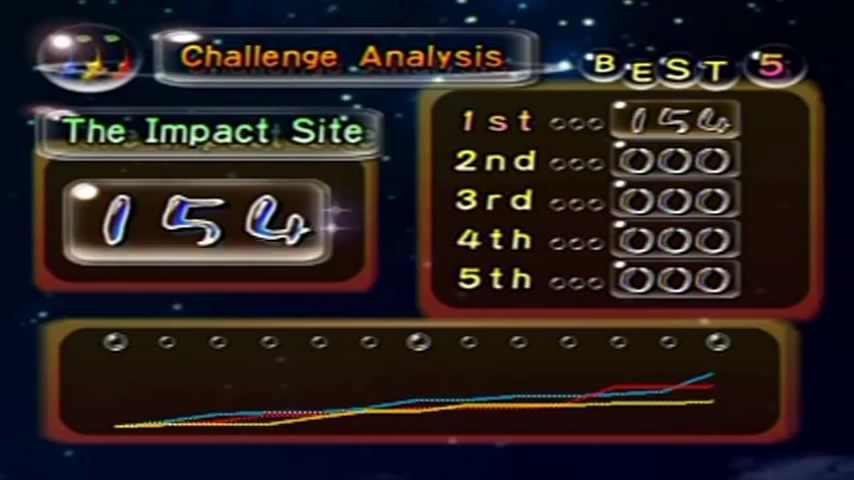 Challenge Analysis
BEST 5
The Impact Site
154
1st ... 154
2nd ... 000
3rd ... 000
4th ... 000
5th ... 000